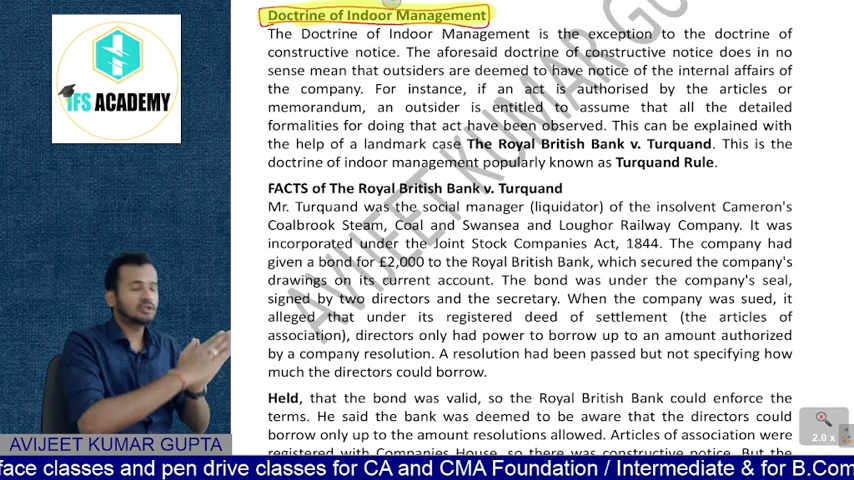 Doctrine of Indoor Management
The Doctrine of Indoor Management is the exception to the doctrine of
constructive notice. The aforesaid doctrine of constructive notice does in no
sense mean that outsiders are deemed to have notice of the internal affairs of
the company. For instance, if an act is authorised by the articles or
memorandum, an outsider is entitled to assume that all the detailed
formalities for doing that act have been observed. This can be explained with
the help of a landmark case The Royal British Bank v. Turquand. This is the
doctrine of indoor management popularly known as Turquand Rule.
FACTS of The Royal British Bank v. Turquand
Mr. Turquand was the social manager (liquidator) of the insolvent Cameron's
Coalbrook Steam, Coal and Swansea and Loughor Railway Company. It was
incorporated under the Joint Stock Companies Act, 1844. The company had
given a bond for £2,000 to the Royal British Bank, which secured the company's
drawings on its current account. The bond was under the company's seal,
signed by two directors and the secretary. When the company was sued, it
alleged that under its registered deed of settlement (the articles of
association), directors only had power to borrow up to an amount authorized
by a company resolution. A resolution had been passed but not specifying how
much the directors could borrow.
Held, that the bond was valid, so the Royal British Bank could enforce the
terms. He said the bank was deemed to be aware that the directors could
borrow only up to the amount resolutions allowed. Articles of association were
registered with Companies House, so there was constructive notice. But the
IFS ACADEMY
AVIJEET KUMAR GU
2.0 x
AVIJEET KUMAR GUPTA
face classes and pen drive classes for CA and CMA Foundation / Intermediate & for B.Com